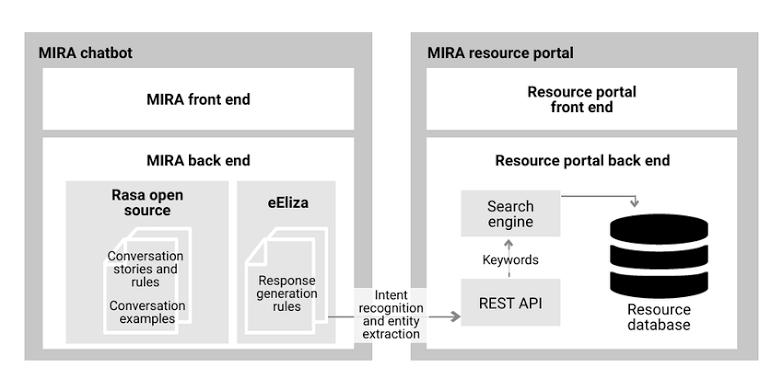 MIRA chatbot
MIRA front end
MIRA back end
Rasa open
source
Conversation
stories and
rules
Conversation
examples
eEliza
Response
generation
rules
Intent
recognition
and entity
extraction
MIRA resource portal
Resource portal
front end
Resource portal back end
Search
engine
Keywords
REST API
Resource
database